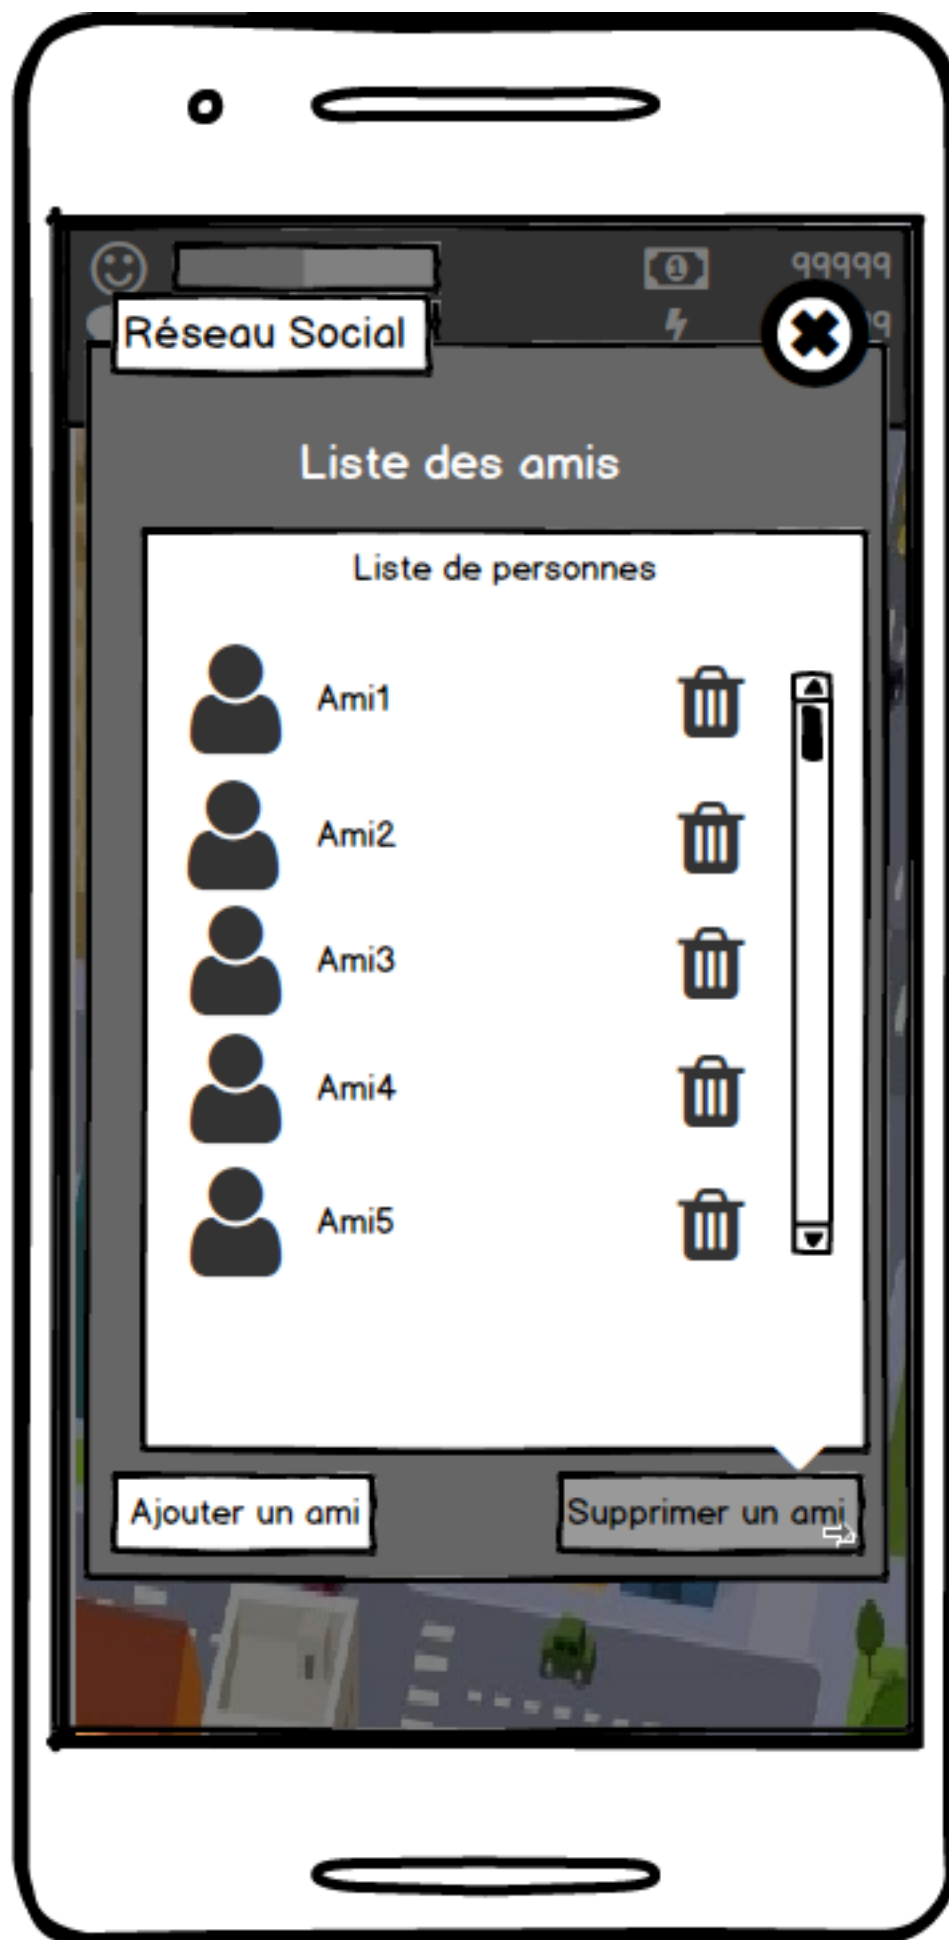 99999
Réseau Social
Liste des amis
Liste de personnes
Ami1
Ami2
Ami3
Ami4
Ami5
Ajouter un ami
Supprimer un ami